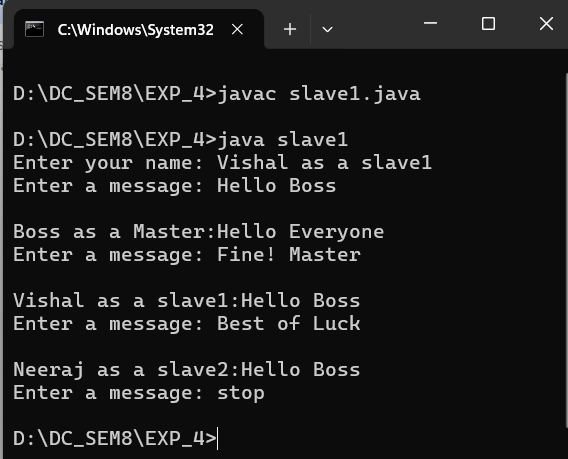 C:\Windows\System32
D:\DC_SEM8\EXP_4>javac slave1.java
D:\DC_SEM8\EXP_4>java slave1
Enter your name: Vishal as a slave1
Enter a message: Hello Boss
Boss as a Master:Hello Everyone
Enter a message: Fine! Master
Vishal as a slave1:Hello Boss
Enter a message: Best of Luck
Neeraj as a slave2:Hello Boss
Enter a message: stop
D:\DC_SEM8\EXP_4>